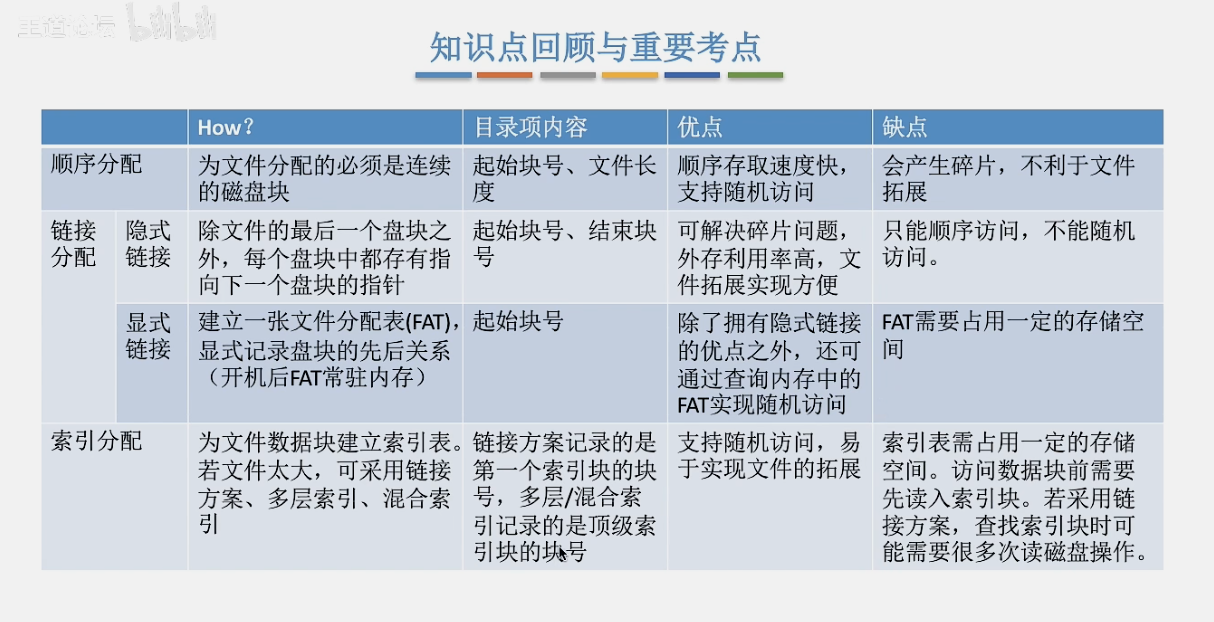 王道论坛 bilibili
知识点回顾与重要考点
How?
目录项内容
优点
缺点
顺序分配
为文件分配的必须是连续
的磁盘块
起始块号、文件长
度
顺序存取速度快，
支持随机访问
会产生碎片，不利于文件
拓展
链接
分配
隐式
链接
除文件的最后一个盘块之
外，每个盘块中都存有指
向下一个盘块的指针
起始块号、结束块
号
可解决碎片问题，
外存利用率高，文
件拓展实现方便
只能顺序访问，不能随机
访问。
显式
链接
建立一张文件分配表(FAT)，
显式记录盘块的先后关系
（开机后FAT常驻内存）
起始块号
除了拥有隐式链接
的优点之外，还可
通过查询内存中的
FAT实现随机访问
FAT需要占用一定的存储空
间
索引分配
为文件数据块建立索引表。
若文件太大，可采用链接
方案、多层索引、混合索
引
链接方案记录的是
第一个索引块的块
号，多层/混合索
引记录的是顶级索
引块的块号
支持随机访问，易
于实现文件的拓展
索引表需占用一定的存储
空间。访问数据块前需要
先读入索引块。若采用链
接方案，查找索引块时可
能需要很多次读磁盘操作。